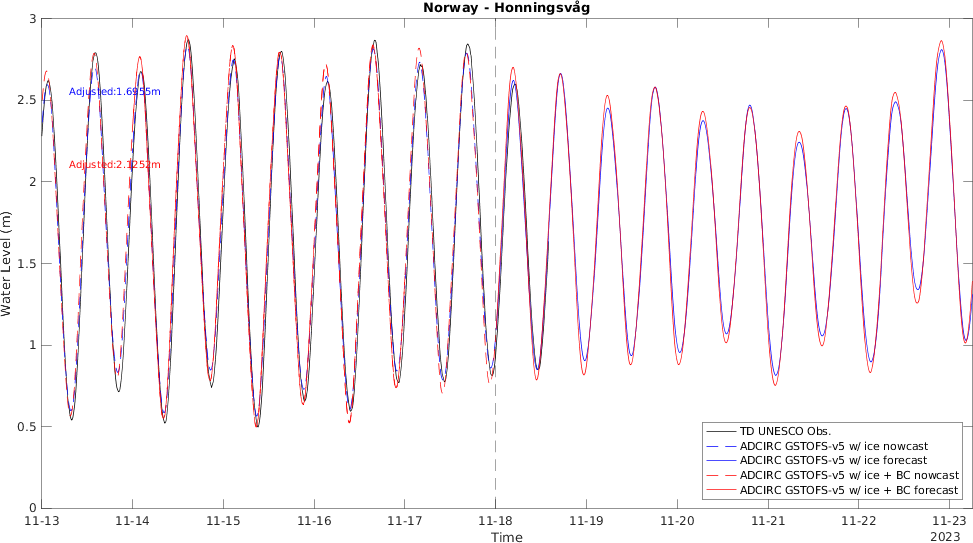 Norway - Honningsvåg
3
2.5
2
1.5
1
0.5
0
Water Level (m)
Adjusted:1.6955m
Adjusted:2.1252m
TD UNESCO Obs.
ADCIRC GSTOFS-v5 w/ ice nowcast
ADCIRC GSTOFS-v5 w/ ice forecast
ADCIRC GSTOFS-v5 w/ ice + BC nowcast
ADCIRC GSTOFS-v5 w/ ice + BC forecast
11-13 11-14 11-15 11-16 11-17 11-18 11-19 11-20 11-21 11-22 11-23
Time
2023